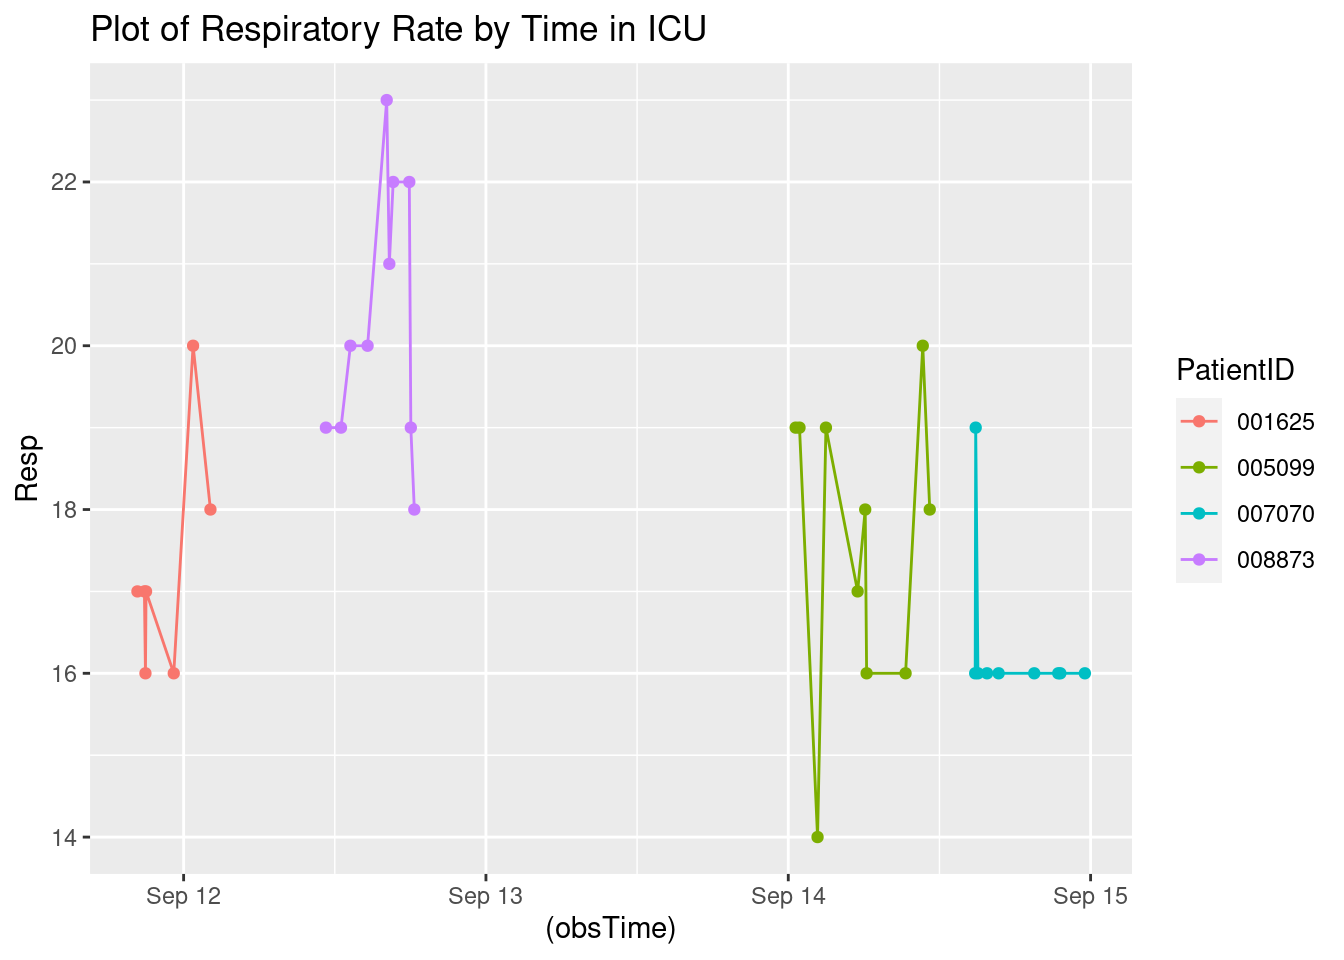 Plot of Respiratory Rate by Time in ICU
22
20
18
16
14
Resp
Sep 12
Sep 13
Sep 14
Sep 15
(obsTime)
PatientID
001625
005099
007070
008873